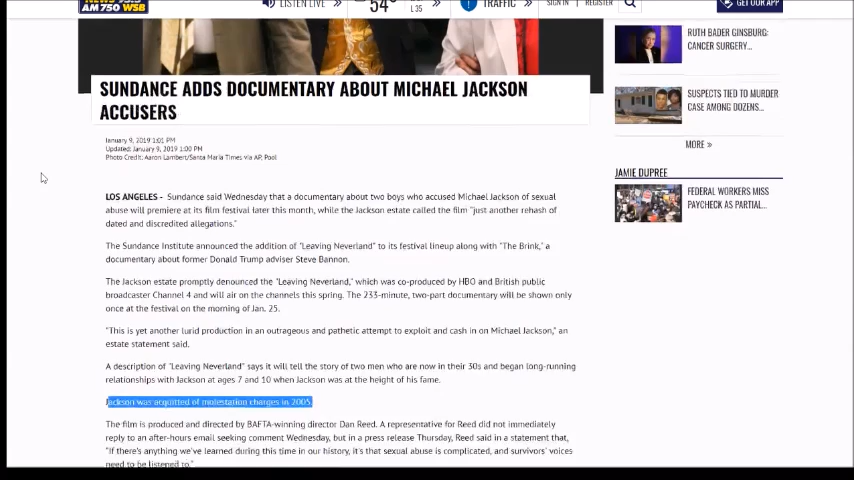 NEWS 95.5
AM 750 WSB
LISTEN LIVE
54°
L 35
TRAFFIC
SIGN IN
REGISTER
GET OUR APP
SUNDANCE ADDS DOCUMENTARY ABOUT MICHAEL JACKSON
ACCUSERS
January 9, 2019 1:01 PM
Updated: January 9, 2019 1:00 PM
Photo Credit: Aaron Lambert/Santa Maria Times via AP, Pool
LOS ANGELES - Sundance said Wednesday that a documentary about two boys who accused Michael Jackson of sexual
abuse will premiere at its film festival later this month, while the Jackson estate called the film "just another rehash of
dated and discredited allegations."
The Sundance Institute announced the addition of "Leaving Neverland" to its festival lineup along with "The Brink," a
documentary about former Donald Trump adviser Steve Bannon.
The Jackson estate promptly denounced the "Leaving Neverland," which was co-produced by HBO and British public
broadcaster Channel 4 and will air on the channels this spring. The 233-minute, two-part documentary will be shown only
once at the festival on the morning of Jan. 25.
"This is yet another lurid production in an outrageous and pathetic attempt to exploit and cash in on Michael Jackson," an
estate statement said.
A description of "Leaving Neverland" says it will tell the story of two men who are now in their 30s and began long-running
relationships with Jackson at ages 7 and 10 when Jackson was at the height of his fame.
Jackson was acquitted of molestation charges in 2005.
The film is produced and directed by BAFTA-winning director Dan Reed. A representative for Reed did not immediately
reply to an after-hours email seeking comment Wednesday, but in a press release Thursday, Reed said in a statement that,
"If there's anything we've learned during this time in our history, it's that sexual abuse is complicated, and survivors' voices
need to be listened to."
RUTH BADER GINSBURG:
CANCER SURGERY...
SUSPECTS TIED TO MURDER
CASE AMONG DOZENS...
MORE »
JAMIE DUPREE
FEDERAL WORKERS MISS
PAYCHECK AS PARTIAL...